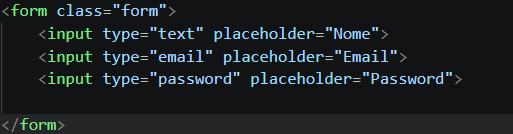 <form class="form">
    <input type="text" placeholder="Nome">
    <input type="email" placeholder="Email">
    <input type="password" placeholder="Password">
</form>